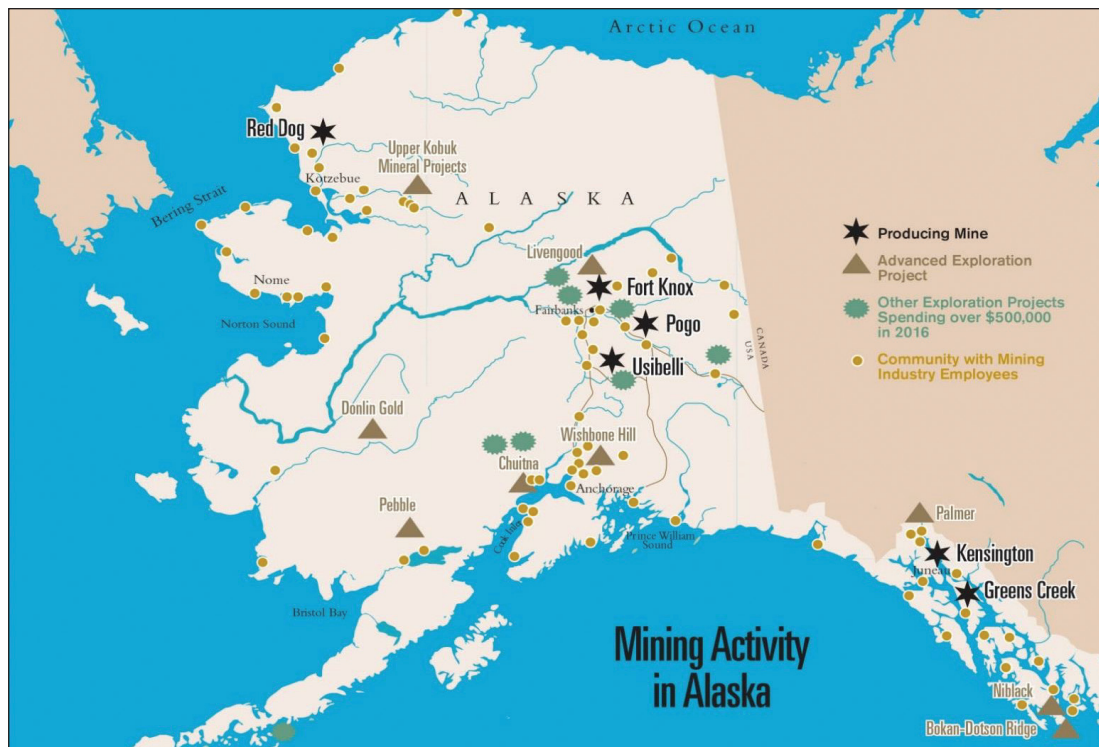 Arctic Ocean
Red Dog
Upper Kobuk
Mineral Projects
Kotzebue
Bering Strait
ALASKA
Producing Mine
Advanced Exploration
Project
Other Exploration Projects
Spending over $500,000
in 2016
Community with Mining
Industry Employees
Livengood
Nome
Fort Knox
Fairbanks
Norton Sound
Pogo
CANADA
USA
Usibelli
Donlin Gold
Wishbone Hill
Chuitna
Anchorage
Pebble
Cook Inlet
Prince William
Sound
Palmer
Kensington
Juneau
Greens Creek
Bristol Bay
Mining Activity
in Alaska
Niblack
Bokan-Dotson Ridge